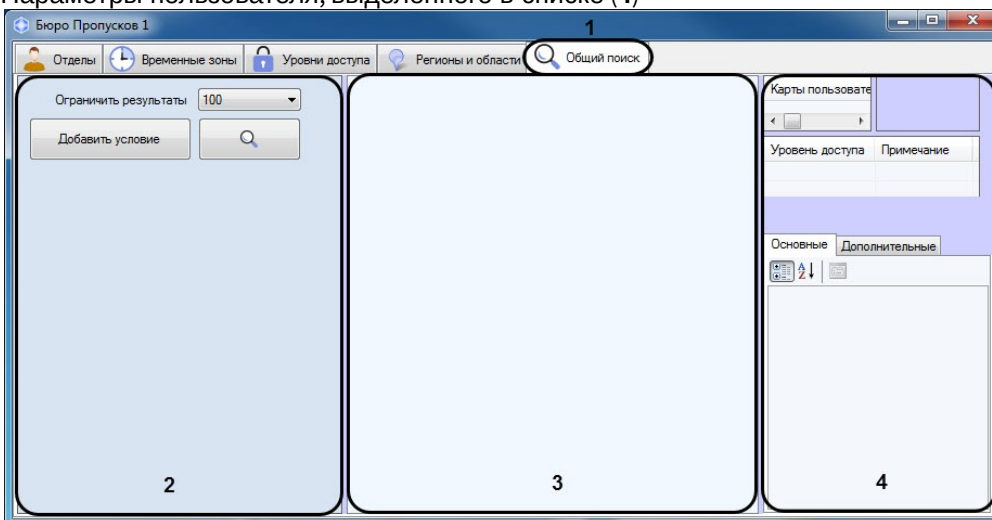 Параметры пользователя, выделенного в списке (4)
Бюро Пропусков 1
1
Отделы
Временные зоны
Уровни доступа
Регионы и области
Общий поиск
Ограничить результаты 100
Добавить условие
Карты пользовате
Уровень доступа Примечание
Основные Дополнительные
2
3
4